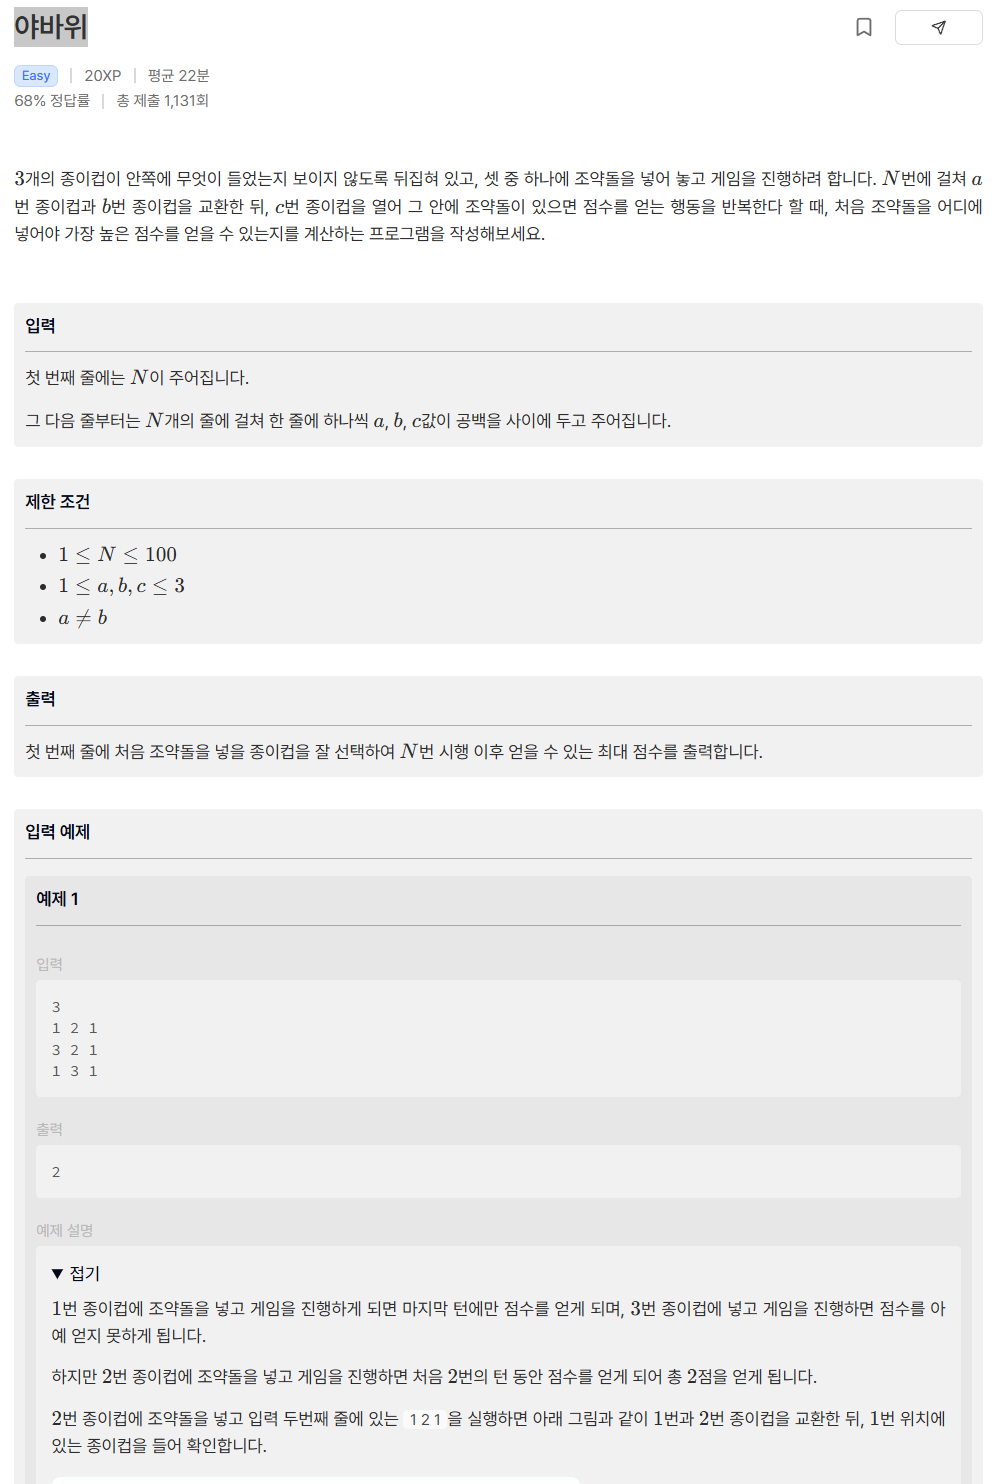 야바위
Easy | 20XP | 평균 22분
68% 정답률 | 총 제출 1,131회
3개의 종이컵이 안쪽에 무엇이 들었는지 보이지 않도록 뒤집혀 있고, 셋 중 하나에 조약돌을 넣어 놓고 게임을 진행하려 합니다. N번에 걸쳐 a
번 종이컵과 b번 종이컵을 교환한 뒤, c번 종이컵을 열어 그 안에 조약돌이 있으면 점수를 얻는 행동을 반복한다 할 때, 처음 조약돌을 어디에
넣어야 가장 높은 점수를 얻을 수 있는지를 계산하는 프로그램을 작성해보세요.
입력
첫 번째 줄에는 N이 주어집니다.
그 다음 줄부터는 N개의 줄에 걸쳐 한 줄에 하나씩 a, b, c값이 공백을 사이에 두고 주어집니다.
제한 조건
• 1 ≤ N ≤ 100
• 1 ≤ a, b, c ≤ 3
• a ≠ b
출력
첫 번째 줄에 처음 조약돌을 넣을 종이컵을 잘 선택하여 N번 시행 이후 얻을 수 있는 최대 점수를 출력합니다.
입력 예제
예제 1
입력
3
1 2 1
3 2 1
1 3 1
출력
2
예제 설명
▼ 접기
1번 종이컵에 조약돌을 넣고 게임을 진행하게 되면 마지막 턴에만 점수를 얻게 되며, 3번 종이컵에 넣고 게임을 진행하면 점수를 아
예 얻지 못하게 됩니다.
하지만 2번 종이컵에 조약돌을 넣고 게임을 진행하면 처음 2번의 턴 동안 점수를 얻게 되어 총 2점을 얻게 됩니다.
2번 종이컵에 조약돌을 넣고 입력 두번째 줄에 있는 1 2 1 을 실행하면 아래 그림과 같이 1번과 2번 종이컵을 교환한 뒤, 1번 위치에
있는 종이컵을 들어 확인합니다.